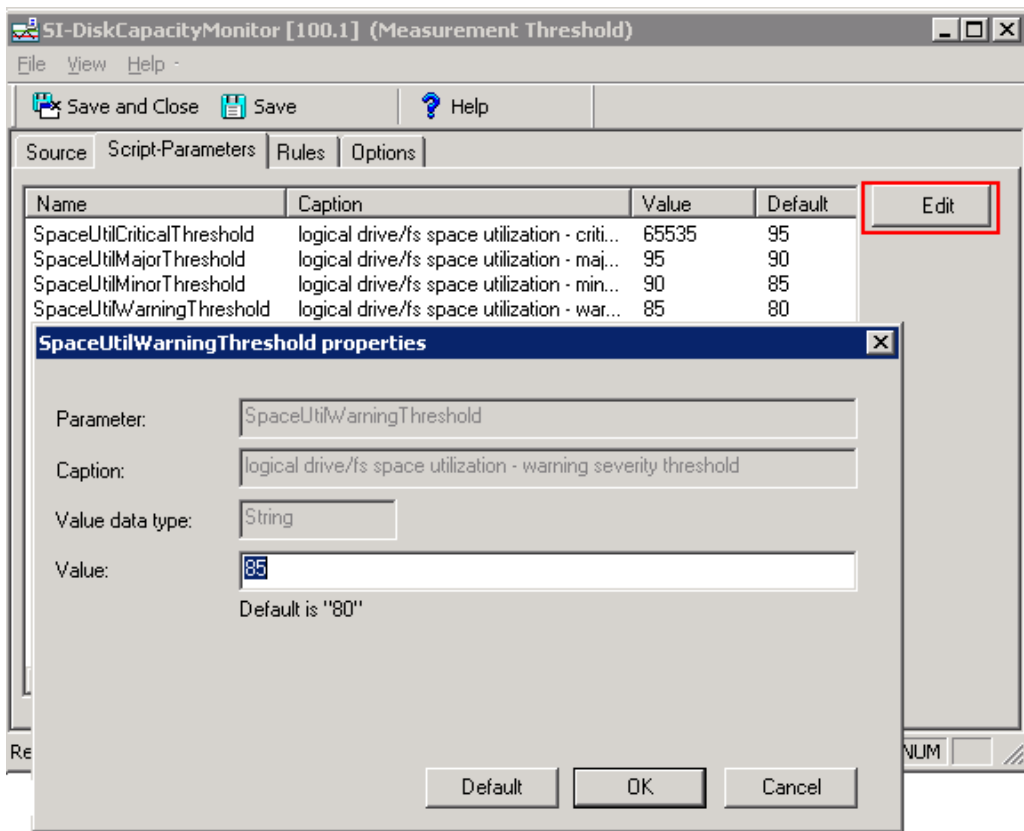 SI-DiskCapacityMonitor [100.1] (Measurement Threshold)
File View Help
Save and Close Save Help
Source Script-Parameters Rules Options
Name Caption Value Default Edit
SpaceUtilCriticalThreshold logical drive/fs space utilization - criti... 65535 95
SpaceUtilMajorThreshold logical drive/fs space utilization - maj... 95 90
SpaceUtilMinorThreshold logical drive/fs space utilization - min... 90 85
SpaceUtilWarningThreshold logical drive/fs space utilization - war... 85 80
SpaceUtilWarningThreshold properties
Parameter: SpaceUtilWarningThreshold
Caption: logical drive/fs space utilization - warning severity threshold
Value data type: String
Value: 85
Default is "80"
Re NUM
Default OK Cancel